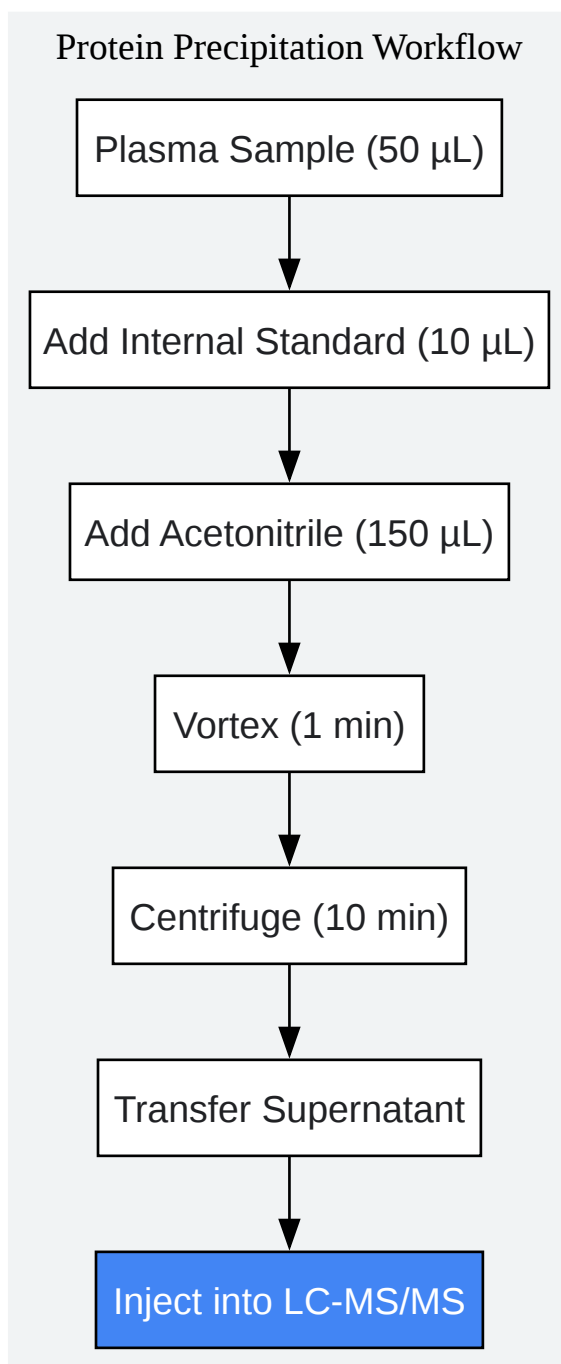 Protein Precipitation Workflow
Plasma Sample (50 µL)
Add Internal Standard (10 µL)
Add Acetonitrile (150 µL)
Vortex (1 min)
Centrifuge (10 min)
Transfer Supernatant
Inject into LC-MS/MS